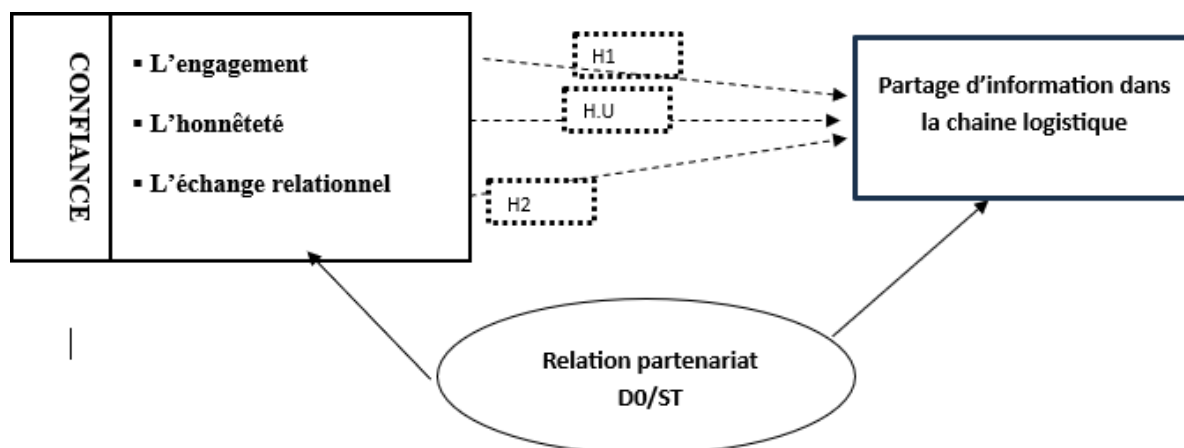 CONFIANCE
▪ L’engagement
▪ L’honnêteté
▪ L’échange relationnel
H1
H.U
H2
Partage d’information dans
la chaine logistique
Relation partenariat
D0/ST